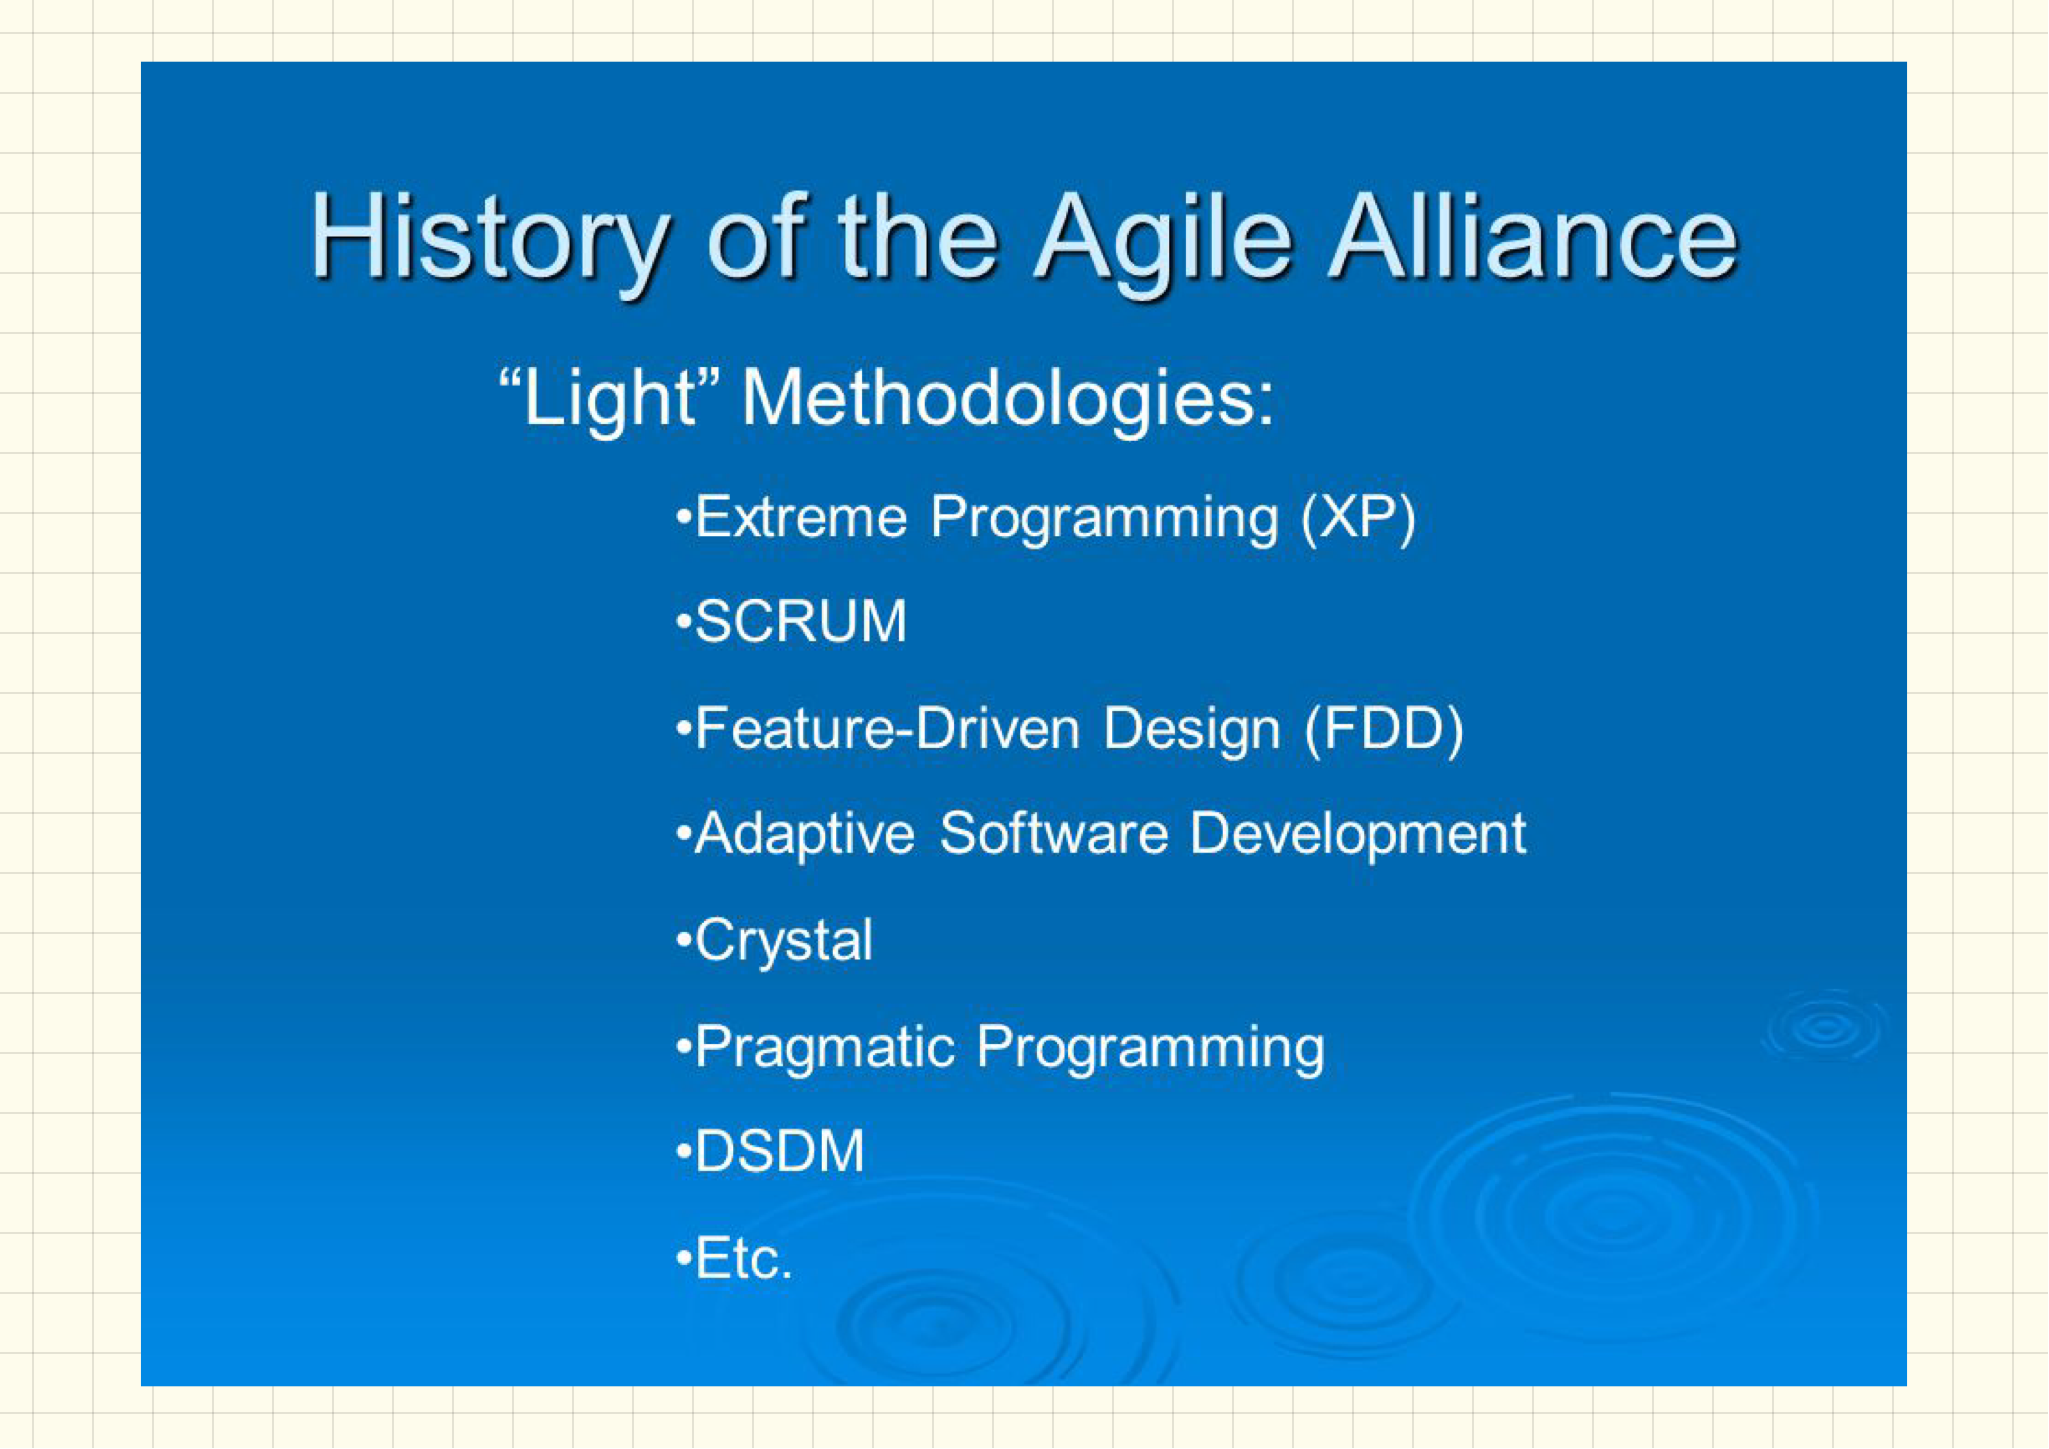 History of the Agile Alliance
“Light” Methodologies:
•Extreme Programming (XP)
•SCRUM
•Feature-Driven Design (FDD)
•Adaptive Software Development
•Crystal
•Pragmatic Programming
•DSDM
•Etc.